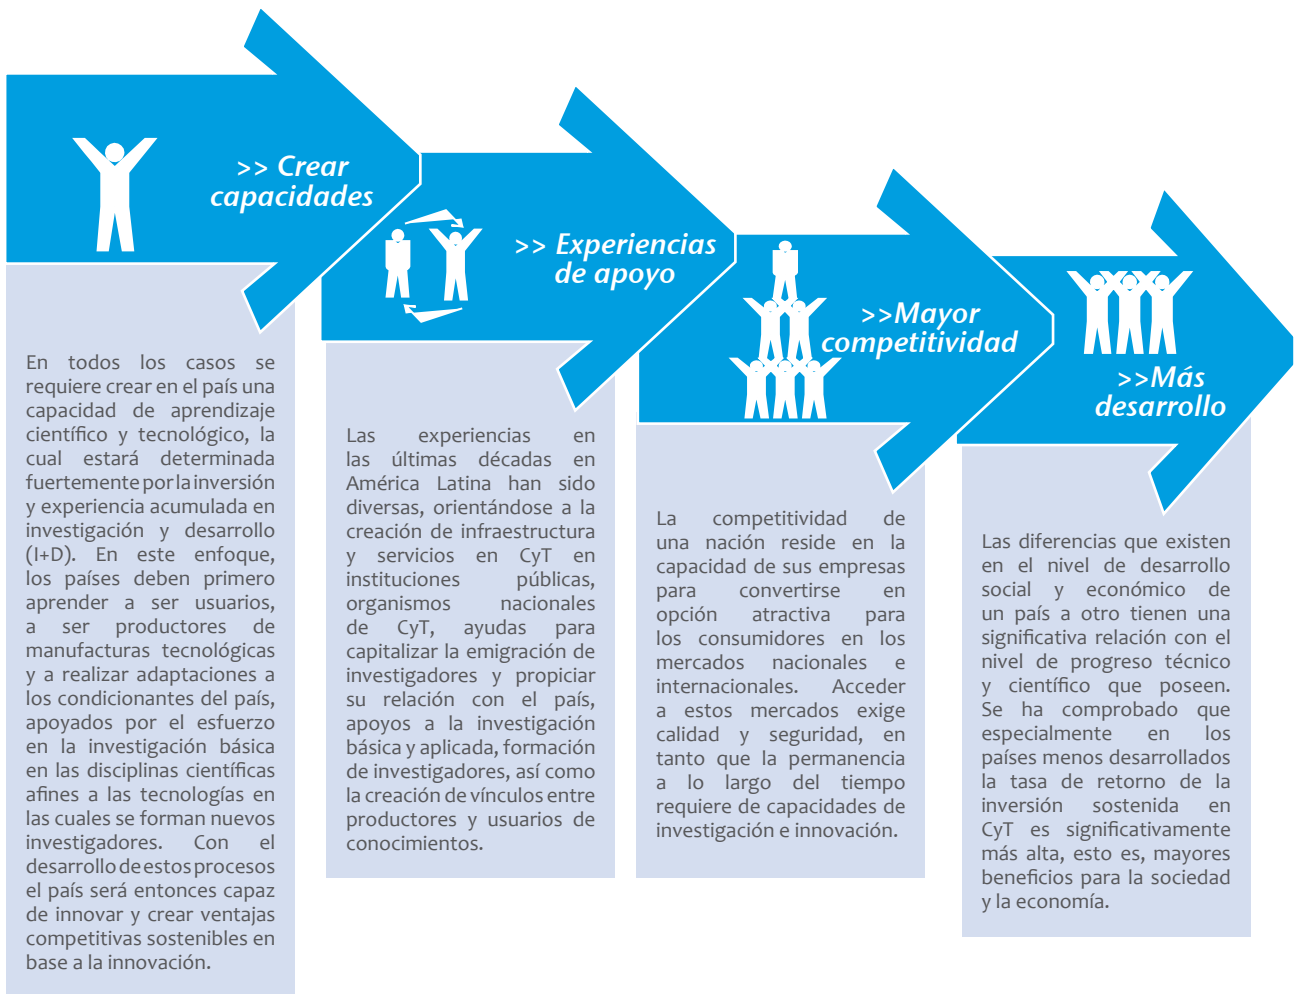 >> Crear
capacidades
En todos los casos se
requiere crear en el país una
capacidad de aprendizaje
científico y tecnológico, la
cual estará determinada
fuertemente por la inversión
y experiencia acumulada en
investigación y desarrollo
(I+D). En este enfoque,
los países deben primero
aprender a ser usuarios,
a ser productores de
manufacturas tecnológicas
y a realizar adaptaciones a
los condicionantes del país,
apoyados por el esfuerzo
en la investigación básica
en las disciplinas científicas
afines a las tecnologías en
las cuales se forman nuevos
investigadores. Con el
desarrollo de estos procesos
el país será entonces capaz
de innovar y crear ventajas
competitivas sostenibles en
base a la innovación.
>> Experiencias
de apoyo
Las experiencias en
las últimas décadas en
América Latina han sido
diversas, orientándose a la
creación de infraestructura
y servicios en CyT en
instituciones públicas,
organismos nacionales
de CyT, ayudas para
capitalizar la emigración de
investigadores y propiciar
su relación con el país,
apoyos a la investigación
básica y aplicada, formación
de investigadores, así como
la creación de vínculos entre
productores y usuarios de
conocimientos.
>>Mayor
competitividad
La competitividad de
una nación reside en la
capacidad de sus empresas
para convertirse en
opción atractiva para
los consumidores en los
mercados nacionales e
internacionales. Acceder
a estos mercados exige
calidad y seguridad, en
tanto que la permanencia
a lo largo del tiempo
requiere de capacidades de
investigación e innovación.
>>Más
desarrollo
Las diferencias que existen
en el nivel de desarrollo
social y económico de
un país a otro tienen una
significativa relación con el
nivel de progreso técnico
y científico que poseen.
Se ha comprobado que
especialmente en los
países menos desarrollados
la tasa de retorno de la
inversión sostenida en
CyT es significativamente
más alta, esto es, mayores
beneficios para la sociedad
y la economía.